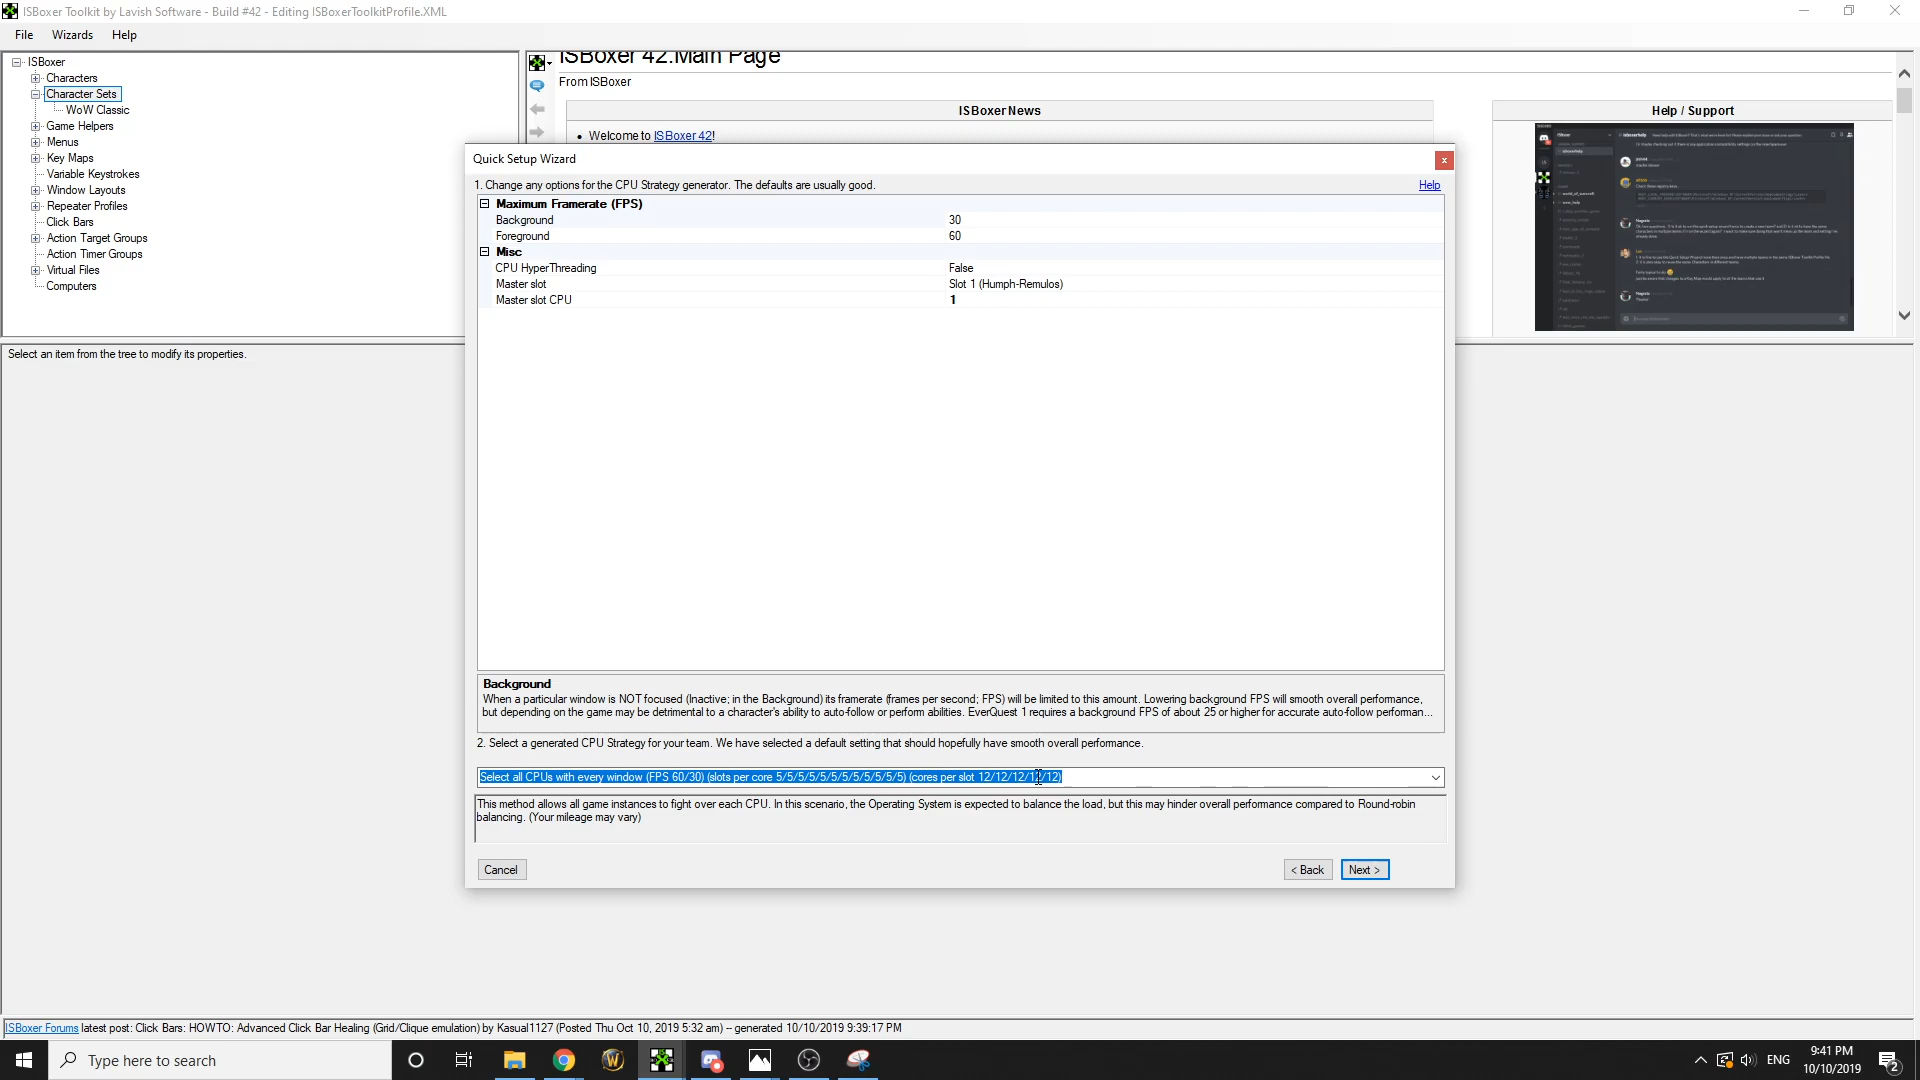 ISBoxer Toolkit by Lavish Software - Build #42 - Editing ISBoxerToolkitProfile.XML
File Wizards Help
ISBoxer
Characters
Character Sets
WoW Classic
Game Helpers
Menus
Key Maps
Variable Keystrokes
Window Layouts
Repeater Profiles
Click Bars
Action Target Groups
Action Timer Groups
Virtual Files
Computers
ISBoxer 42:Main Page
From ISBoxer
ISBoxer News
Welcome to ISBoxer 42!
Help / Support
Quick Setup Wizard
x
1. Change any options for the CPU Strategy generator. The defaults are usually good.
Help
Maximum Framerate (FPS)
Background 30
Foreground 60
Misc
CPU HyperThreading False
Master slot Slot 1 (Humph-Remulos)
Master slot CPU 1
Background
When a particular window is NOT focused (Inactive; in the Background) its framerate (frames per second; FPS) will be limited to this amount. Lowering background FPS will smooth overall performance,
but depending on the game may be detrimental to a character's ability to auto-follow or perform abilities. EverQuest 1 requires a background FPS of about 25 or higher for accurate auto-follow performan...
2. Select a generated CPU Strategy for your team. We have selected a default setting that should hopefully have smooth overall performance.
Select all CPUs with every window (FPS 60/30) (slots per core 5/5/5/5/5/5/5/5/5/5/5/5) (cores per slot 12/12/12/12/12)
This method allows all game instances to fight over each CPU. In this scenario, the Operating System is expected to balance the load, but this may hinder overall performance compared to Round-robin
balancing. (Your mileage may vary)
Cancel
< Back
Next >
Select an item from the tree to modify its properties.
ISBoxer Forums latest post: Click Bars: HOWTO: Advanced Click Bar Healing (Grid/Clique emulation) by Kasual1127 (Posted Thu Oct 10, 2019 5:32 am) -- generated 10/10/2019 9:39:17 PM
Type here to search
ENG
9:41 PM
10/10/2019
2